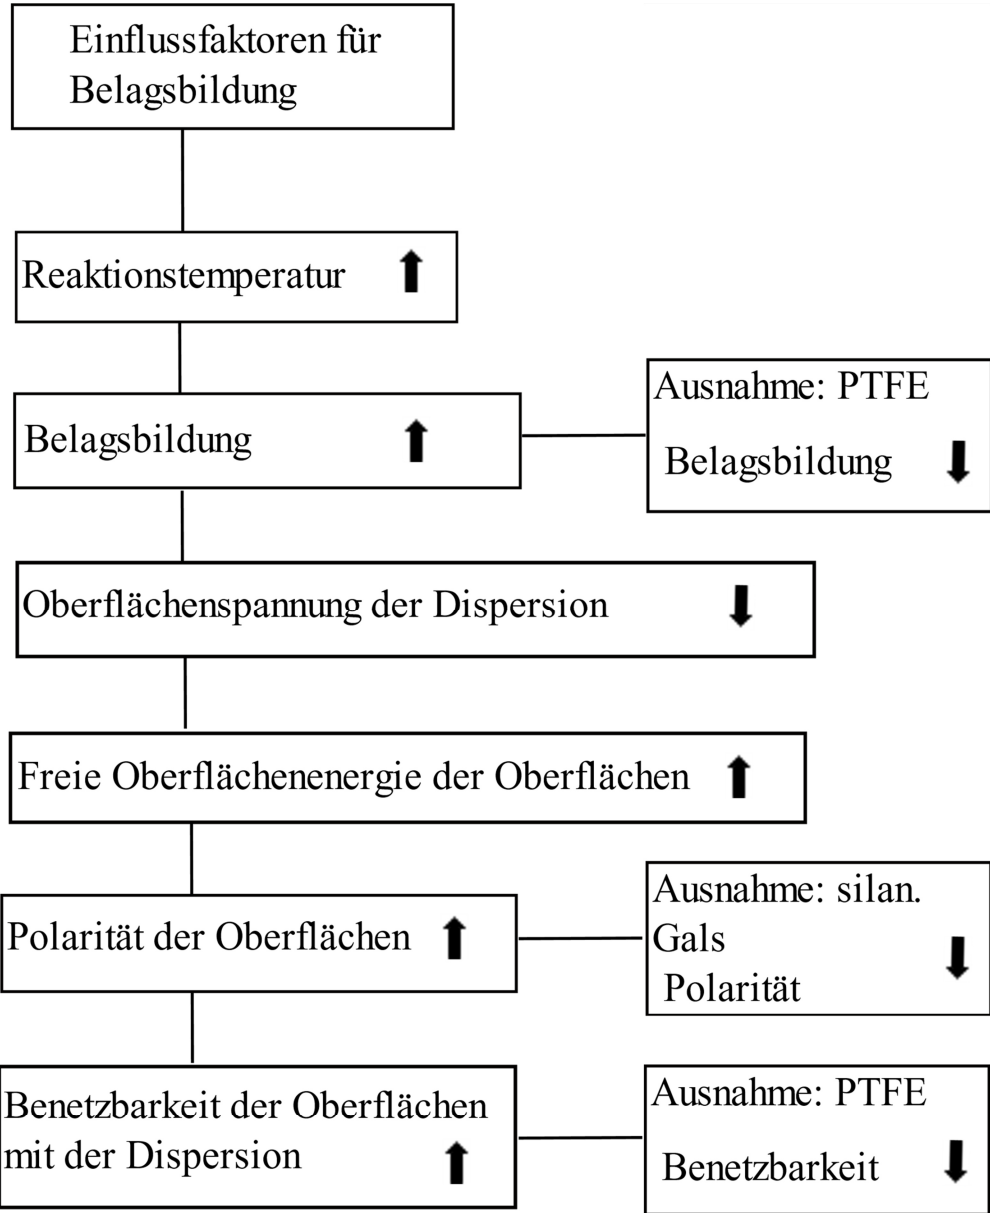 Einflussfaktoren für
Belagsbildung
Reaktionstemperatur
Belagsbildung
Ausnahme: PTFE
Belagsbildung
Oberflächenspannung der Dispersion
Freie Oberflächenenergie der Oberflächen
Polarität der Oberflächen
Ausnahme: silan.
Gals
Polarität
Benetzbarkeit der Oberflächen
mit der Dispersion
Ausnahme: PTFE
Benetzbarkeit